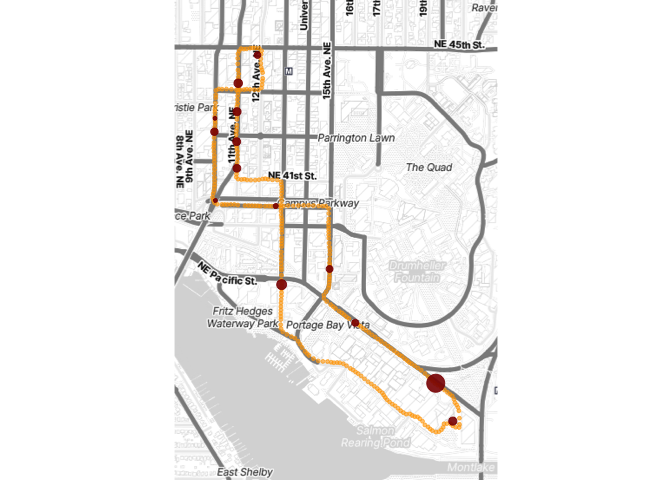 16th
17th
19th
Raver
Univer
NE 45th St.
12th Ave. NE
M
15th Ave. NE
ristie Park
11th Ave. NE
Parrington Lawn
8th Ave. NE
9th Ave. NE
The Quad
NE 41st St.
Campus Parkway
ce Park
Drumheller
Fountain
NE Pacific St.
Fritz Hedges
Waterway Park
Portage Bay Vista
Salmon
Rearing Pond
Montlake
East Shelby